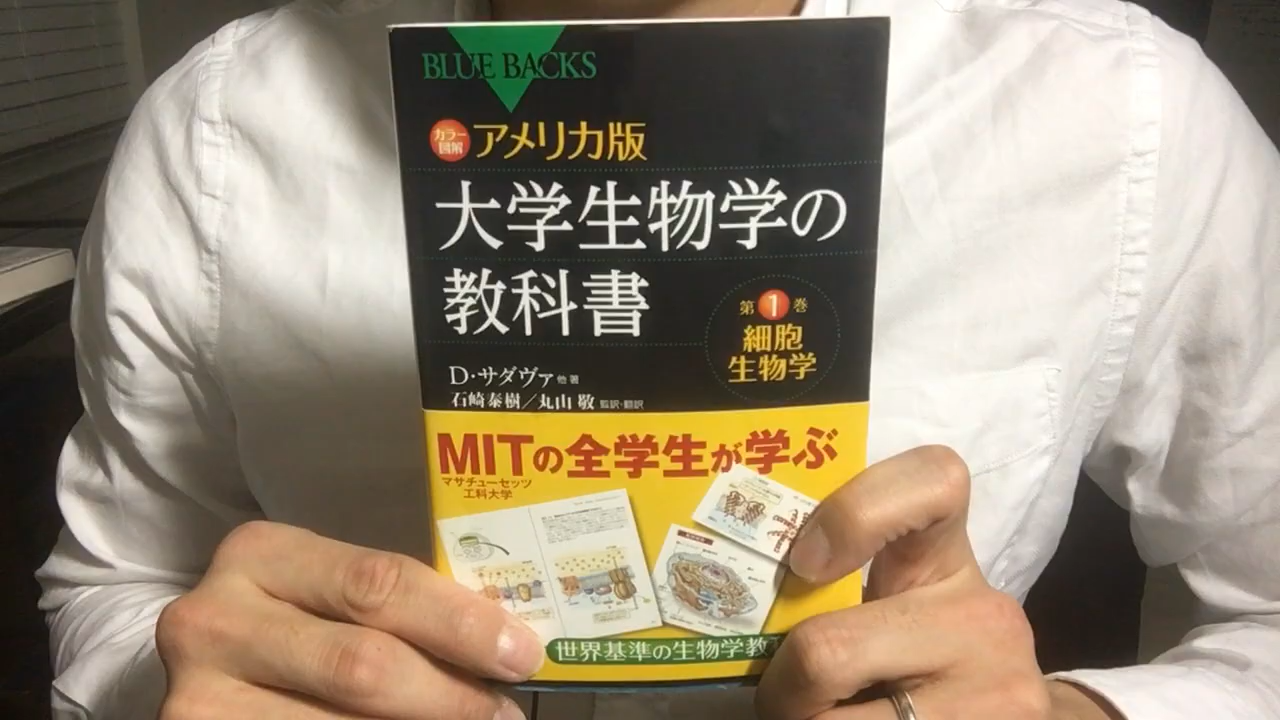 BLUE BACKS
カラー
図解
アメリカ版
大学生物学の
教科書
第1巻
細胞
生物学
D・サダヴァ 他 著
石崎泰樹/丸山 敬 監訳・翻訳
MITの全学生が学ぶ
マサチューセッツ
工科大学
世界基準の生物学教